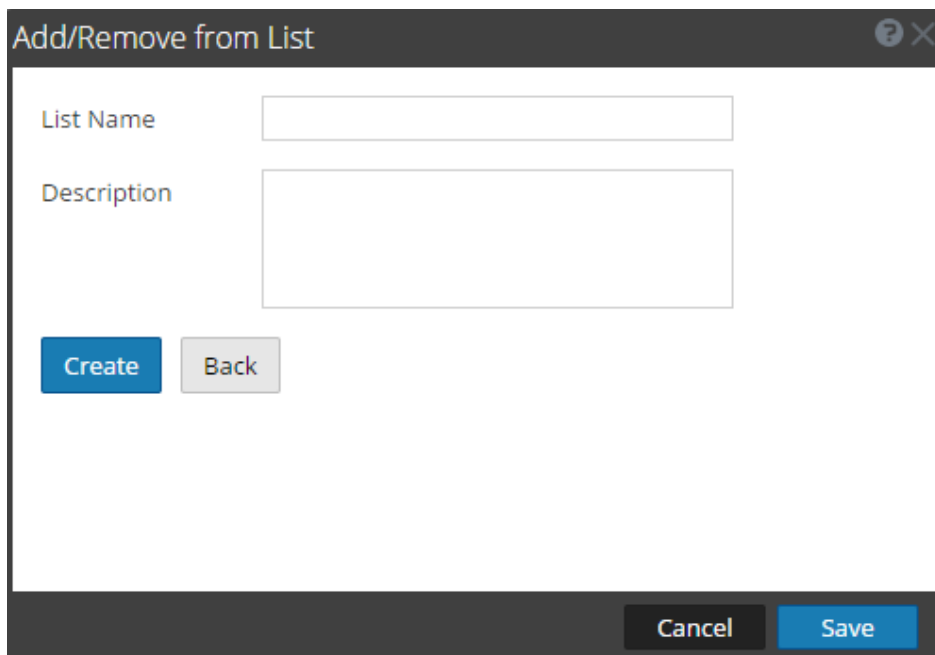 Add/Remove from List
List Name
Description
Create Back
Cancel Save